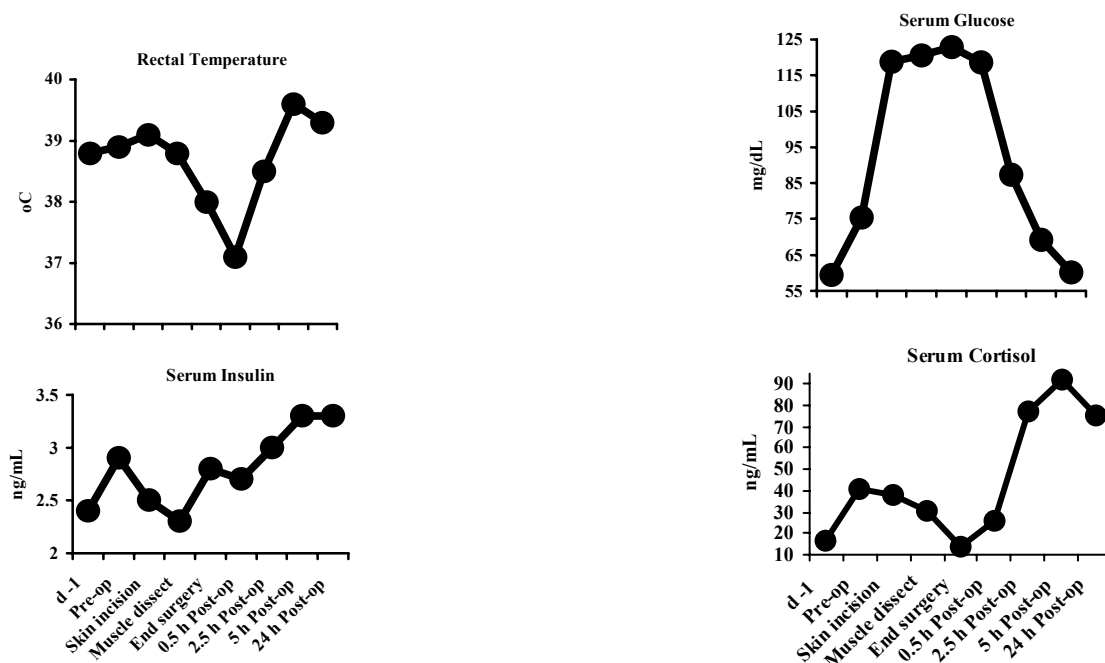 Rectal Temperature
40
39
38
37
36
oC
Serum Glucose
125
115
105
95
85
75
65
55
mg/dL
Serum Insulin
3.5
3
2.5
2
ng/mL
d -1
Pre-op
Skin incision
Muscle dissect
End surgery
0.5 h Post-op
2.5 h Post-op
5 h Post-op
24 h Post-op
Serum Cortisol
90
80
70
60
50
40
30
20
10
ng/mL
d -1
Pre-op
Skin incision
Muscle dissect
End surgery
0.5 h Post-op
2.5 h Post-op
5 h Post-op
24 h Post-op